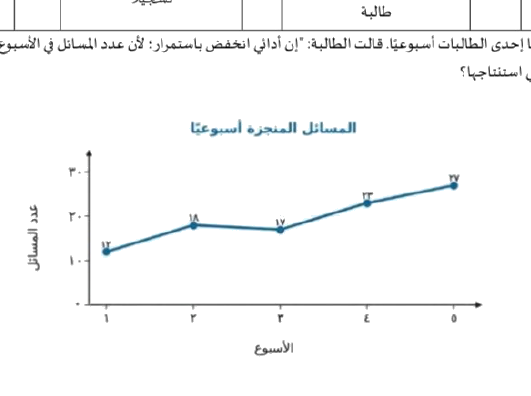 تسجيلًا
طالبة
إحدى الطالبات أسبوعيًا. قالت الطالبة: "إن أدائي انخفض باستمرار؛ لأن عدد المسائل في الأسبوع
استنتاجها؟
المسائل المنجزة أسبوعيًا
عدد المسائل
٣٠
٢٠
١٠
٠
١٢
١٨
١٧
٢٣
٢٧
١ ٢ ٣ ٤ ٥
الأسبوع